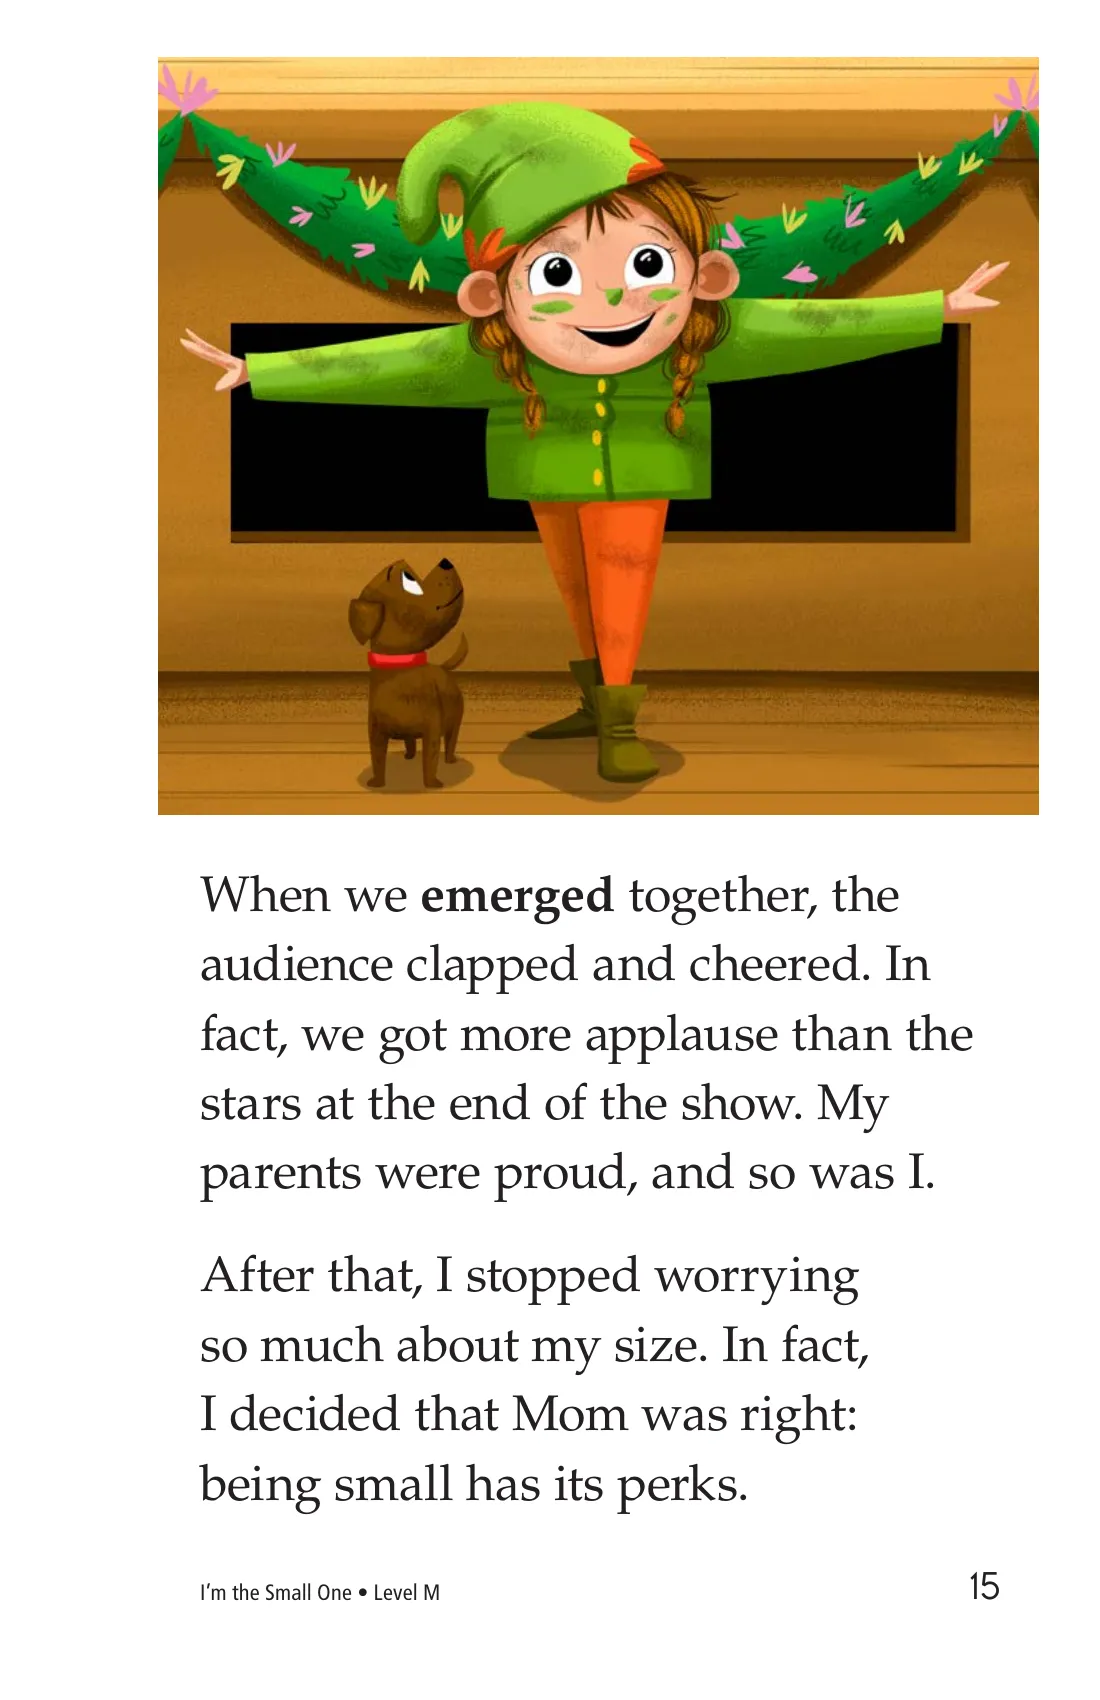 When we emerged together, the
audience clapped and cheered. In
fact, we got more applause than the
stars at the end of the show. My
parents were proud, and so was I.
After that, I stopped worrying
so much about my size. In fact,
I decided that Mom was right:
being small has its perks.
I’m the Small One • Level M
15